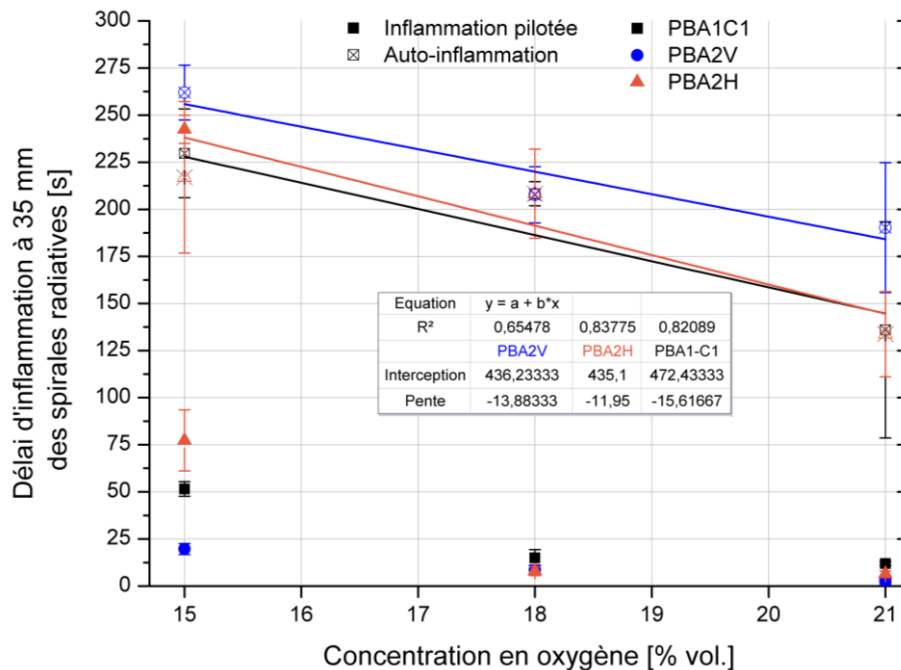 Délai d'inflammation à 35 mm
des spirales radiatives [s]
300
275
250
225
200
175
150
125
100
75
50
25
0
Inflammation pilotée
Auto-inflammation
PBA1C1
PBA2V
PBA2H
Equation y = a + b*x
R² 0,65478 0,83775 0,82089
PBA2V PBA2H PBA1-C1
Interception 436,23333 435,1 472,43333
Pente -13,88333 -11,95 -15,61667
15 16 17 18 19 20 21
Concentration en oxygène [% vol.]